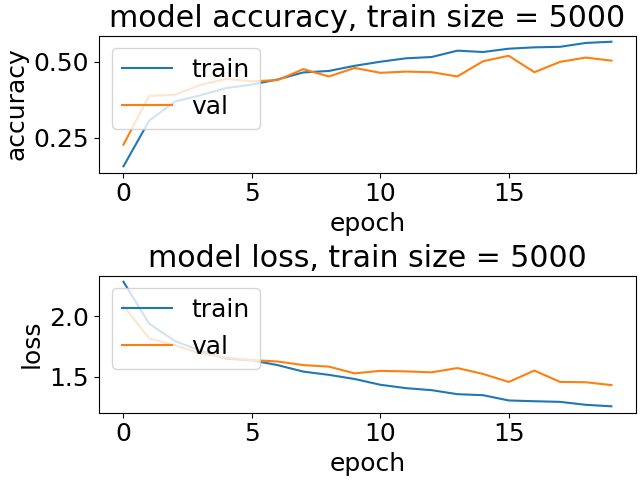 model accuracy, train size = 5000
accuracy
0.50
0.25
train
val
0 5 10 15
epoch
model loss, train size = 5000
loss
2.0
1.5
train
val
0 5 10 15
epoch